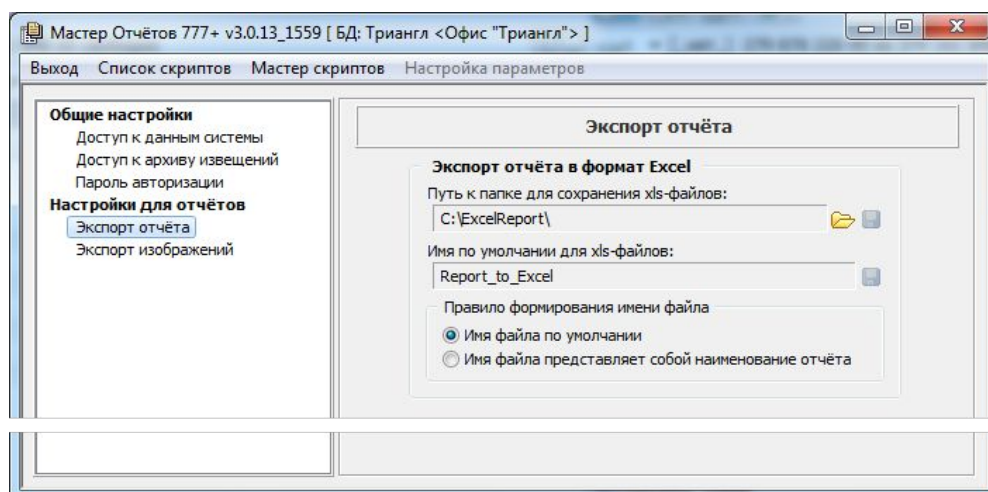 Мастер Отчётов 777+ v3.0.13_1559 [ БД: Триангл <Офис "Триангл"> ]
Выход Список скриптов Мастер скриптов Настройка параметров
Общие настройки
Доступ к данным системы
Доступ к архиву извещений
Пароль авторизации
Настройки для отчётов
Экспорт отчёта
Экспорт изображений
Экспорт отчёта
Экспорт отчёта в формат Excel
Путь к папке для сохранения xls-файлов:
C:\ExcelReport\
Имя по умолчании для xls-файлов:
Report_to_Excel
Правило формирования имени файла
Имя файла по умолчании
Имя файла представляет собой наименование отчёта